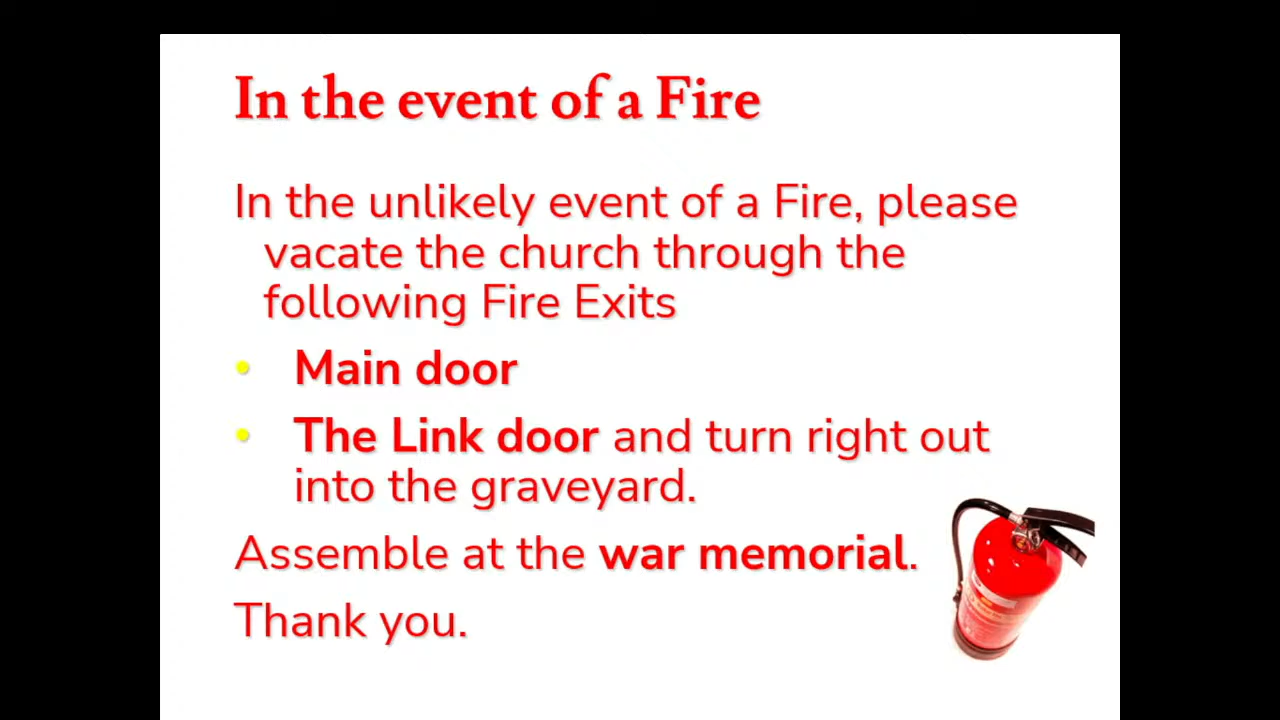 In the event of a Fire
In the unlikely event of a Fire, please
vacate the church through the
following Fire Exits
• Main door
• The Link door and turn right out
into the graveyard.
Assemble at the war memorial.
Thank you.